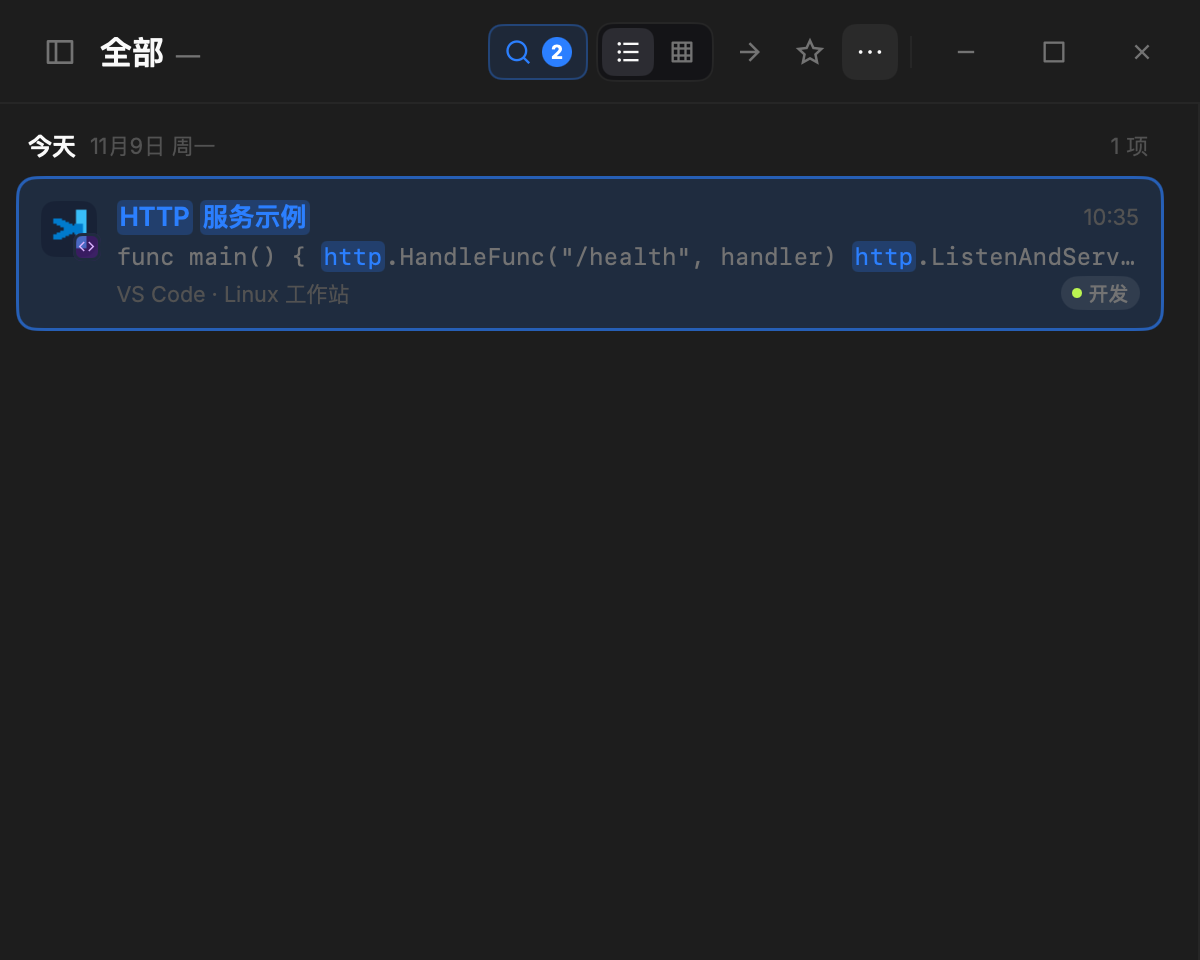 全部 —
2
今天 11月9日 周一
1 项
HTTP 服务示例
10:35
func main() { http.HandleFunc("/health", handler) http.ListenAndServ…
VS Code · Linux 工作站
开发